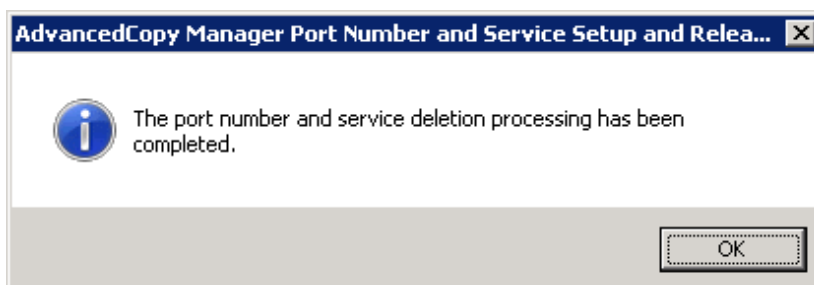 AdvancedCopy Manager Port Number and Service Setup and Relea...
The port number and service deletion processing has been
completed.
OK